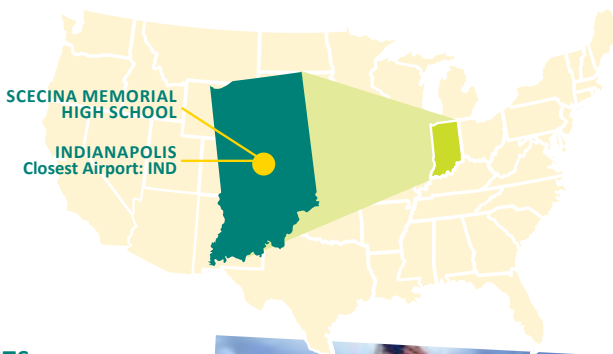 SCECINA MEMORIAL
HIGH SCHOOL
INDIANAPOLIS
Closest Airport: IND